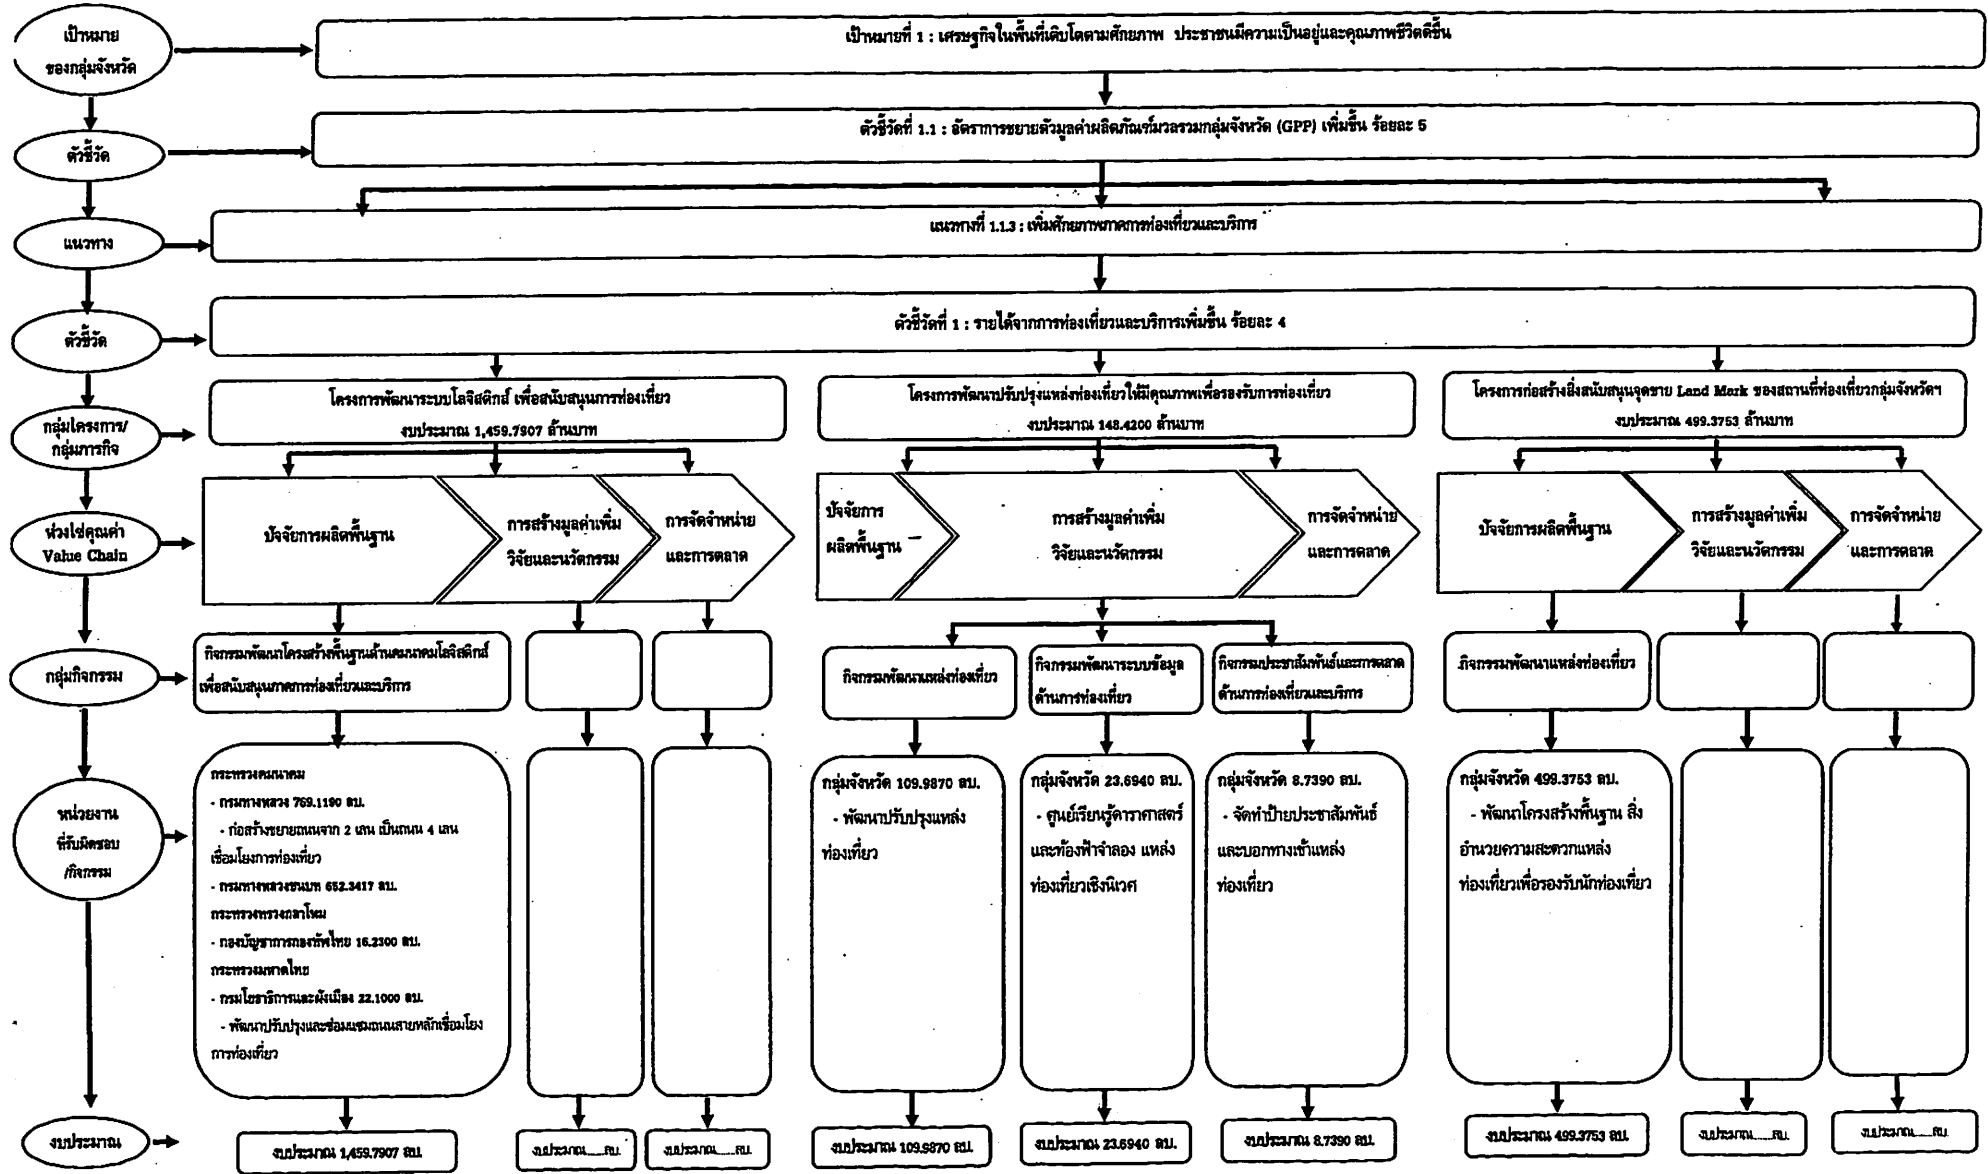 เป้าหมาย
ของกลุ่มจังหวัด
เป้าหมายที่ 1 : เศรษฐกิจในพื้นที่เติบโตตามศักยภาพ ประชาชนมีความเป็นอยู่และคุณภาพชีวิตดีขึ้น
ตัวชี้วัด
ตัวชี้วัดที่ 1.1 : อัตราการขยายตัวมูลค่าผลิตภัณฑ์มวลรวมกลุ่มจังหวัด (GPP) เพิ่มขึ้น ร้อยละ 5
แนวทาง
แนวทางที่ 1.1.3 : เพิ่มศักยภาพภาคการท่องเที่ยวและบริการ
ตัวชี้วัด
ตัวชี้วัดที่ 1 : รายได้จากการท่องเที่ยวและบริการเพิ่มขึ้น ร้อยละ 4
กลุ่มโครงการ/
กลุ่มภารกิจ
โครงการพัฒนาระบบโลจิสติกส์ เพื่อสนับสนุนการท่องเที่ยว
งบประมาณ 1,459.7907 ล้านบาท
โครงการพัฒนาปรับปรุงแหล่งท่องเที่ยวให้มีคุณภาพเพื่อรองรับการท่องเที่ยว
งบประมาณ 148.4200 ล้านบาท
โครงการก่อสร้างสิ่งสนับสนุนจุดขาย Land Mark ของสถานที่ท่องเที่ยวกลุ่มจังหวัดฯ
งบประมาณ 499.3753 ล้านบาท
ห่วงโซ่คุณค่า
Value Chain
ปัจจัยการผลิตพื้นฐาน
การสร้างมูลค่าเพิ่ม
วิจัยและนวัตกรรม
การจัดจำหน่าย
และการตลาด
ปัจจัยการ
ผลิตพื้นฐาน
การสร้างมูลค่าเพิ่ม
วิจัยและนวัตกรรม
การจัดจำหน่าย
และการตลาด
ปัจจัยการผลิตพื้นฐาน
การสร้างมูลค่าเพิ่ม
วิจัยและนวัตกรรม
การจัดจำหน่าย
และการตลาด
กลุ่มกิจกรรม
กิจกรรมพัฒนาโครงสร้างพื้นฐานด้านคมนาคมโลจิสติกส์
เพื่อสนับสนุนภาคการท่องเที่ยวและบริการ
กิจกรรมพัฒนาแหล่งท่องเที่ยว
กิจกรรมพัฒนาระบบข้อมูล
ด้านการท่องเที่ยว
กิจกรรมประชาสัมพันธ์และการตลาด
ด้านการท่องเที่ยวและบริการ
กิจกรรมพัฒนาแหล่งท่องเที่ยว
หน่วยงาน
ที่รับผิดชอบ
/กิจกรรม
กระทรวงคมนาคม
- กรมทางหลวง 769.1190 ลบ.
- ก่อสร้างขยายถนนจาก 2 เลน เป็นถนน 4 เลน
เชื่อมโยงการท่องเที่ยว
- กรมทางหลวงชนบท 652.3417 ลบ.
กระทรวงทรวงกลาโหม
- กองบัญชาการกองทัพไทย 16.2300 ลบ.
กระทรวงมหาดไทย
- กรมโยธาธิการและผังเมือง 22.1000 ลบ.
- พัฒนาปรับปรุงและซ่อมแซมถนนสายหลักเชื่อมโยง
การท่องเที่ยว
กลุ่มจังหวัด 109.9870 ลบ.
- พัฒนาปรับปรุงแหล่ง
ท่องเที่ยว
กลุ่มจังหวัด 23.6940 ลบ.
- ศูนย์เรียนรู้ดาราศาสตร์
และท้องฟ้าจำลอง แหล่ง
ท่องเที่ยวเชิงนิเวศ
กลุ่มจังหวัด 8.7390 ลบ.
- จัดทำป้ายประชาสัมพันธ์
และบอกทางเข้าแหล่ง
ท่องเที่ยว
กลุ่มจังหวัด 499.3753 ลบ.
- พัฒนาโครงสร้างพื้นฐาน สิ่ง
อำนวยความสะดวกแหล่ง
ท่องเที่ยวเพื่อรองรับนักท่องเที่ยว
งบประมาณ
งบประมาณ 1,459.7907 ลบ.
งบประมาณ......ลบ.
งบประมาณ......ลบ.
งบประมาณ 109.9870 ลบ.
งบประมาณ 23.6940 ลบ.
งบประมาณ 8.7390 ลบ.
งบประมาณ 499.3753 ลบ.
งบประมาณ......ลบ.
งบประมาณ......ลบ.